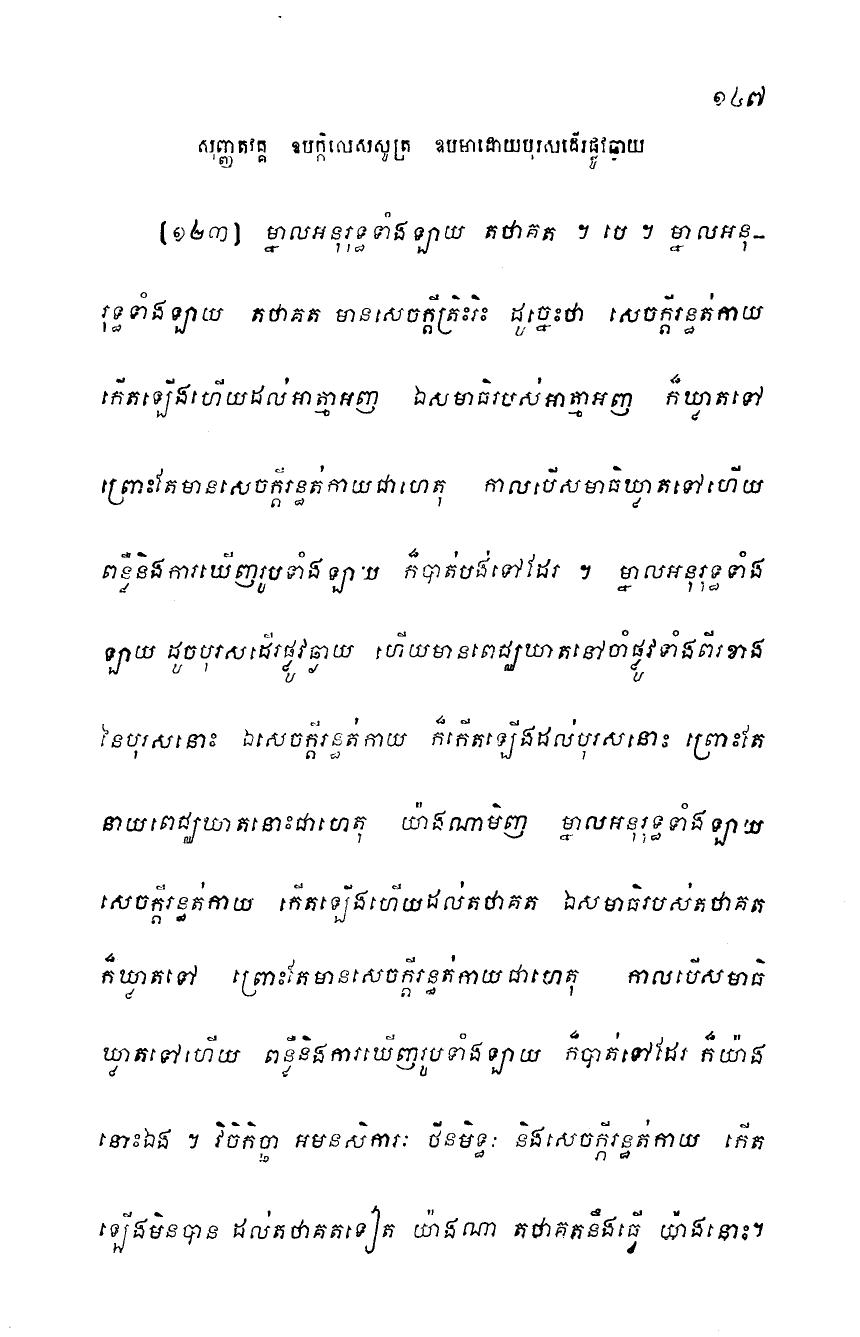 ១៤៧
សុញ្ញតវគ្គ ឧបក្កិលេសសូត្រ ឧបមាដោយបុរសដើរផ្លូវឆ្ងាយ
[១២៣] ម្នាលអនុរុទ្ធទាំងឡាយ តថាគត ។ បេ ។ ម្នាលអនុ-
រុទ្ធទាំងឡាយ តថាគត មានសេចក្តីត្រិះរិះ ដូច្នេះថា សេចក្តីរន្ធត់កាយ
កើតឡើងហើយដល់អាត្មាអញ ឯសមាធិរបស់អាត្មាអញ ក៏ឃ្វាតទៅ
ព្រោះតែមានសេចក្តីរន្ធត់កាយជាហេតុ កាលបើសមាធិឃ្វាតទៅហើយ
ពន្លឺនិងការឃើញរូបទាំងឡាយ ក៏បាត់បង់ទៅដែរ ។ ម្នាលអនុរុទ្ធទាំង
ឡាយ ដូចបុរសដើរផ្លូវឆ្ងាយ ហើយមានពេជ្ឈឃាតនៅចាំផ្លូវទាំងពីរខាង
នៃបុរសនោះ ឯសេចក្តីរន្ធត់កាយ ក៏កើតឡើងដល់បុរសនោះ ព្រោះតែ
នាយពេជ្ឈឃាតនោះជាហេតុ យ៉ាងណាមិញ ម្នាលអនុរុទ្ធទាំងឡាយ
សេចក្តីរន្ធត់កាយ កើតឡើងហើយដល់តថាគត ឯសមាធិរបស់តថាគត
ក៏ឃ្វាតទៅ ព្រោះតែមានសេចក្តីរន្ធត់កាយជាហេតុ កាលបើសមាធិ
ឃ្វាតទៅហើយ ពន្លឺនិងការឃើញរូបទាំងឡាយ ក៏បាត់ទៅដែរ ក៏យ៉ាង
នោះឯង ។ វិចិកិច្ឆា អមនសិការៈ ថីនមិទ្ធៈ និងសេចក្តីរន្ធត់កាយ កើត
ឡើងមិនបាន ដល់តថាគតទៀត យ៉ាងណា តថាគតនឹងធ្វើ យ៉ាងនោះ។